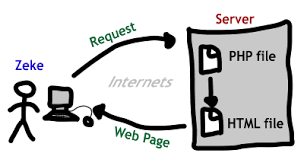 Server
Request
PHP file
Zeke
Internets
HTML file
Web Page